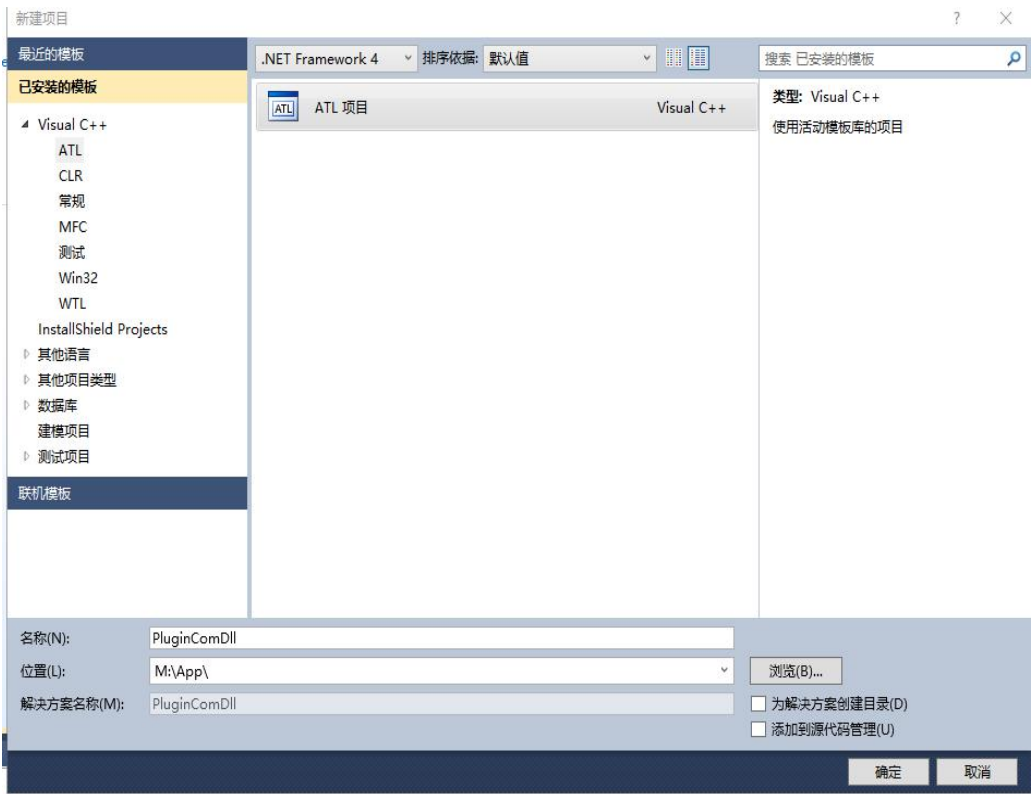 新建项目
最近的模板
已安装的模板
Visual C++
ATL
CLR
常规
MFC
测试
Win32
WTL
InstallShield Projects
其他语言
其他项目类型
数据库
建模项目
测试项目
联机模板
.NET Framework 4 排序依据: 默认值
ATL 项目 Visual C++
搜索 已安装的模板
类型: Visual C++
使用活动模板库的项目
名称(N): PluginComDll
位置(L): M:\App\ 浏览(B)...
解决方案名称(M): PluginComDll 为解决方案创建目录(D)
添加到源代码管理(U)
确定 取消